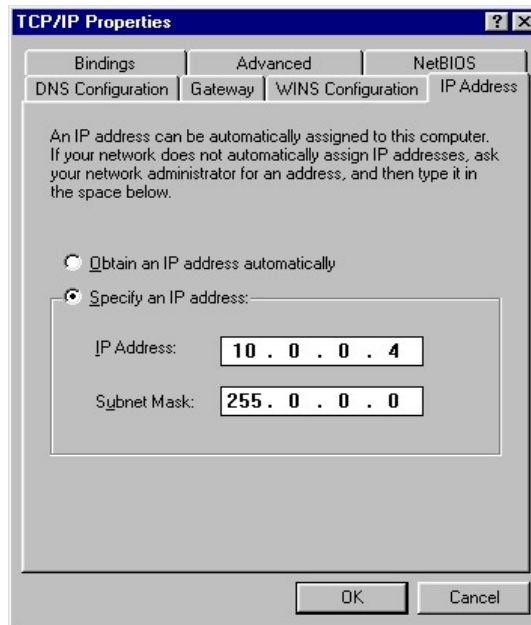 TCP/IP Properties
Bindings
Advanced
NetBIOS
DNS Configuration
Gateway
WINS Configuration
IP Address
An IP address can be automatically assigned to this computer.
If your network does not automatically assign IP addresses, ask
your network administrator for an address, and then type it in
the space below.
Obtain an IP address automatically
Specify an IP address:
IP Address: 10 . 0 . 0 . 4
Subnet Mask: 255 . 0 . 0 . 0
OK
Cancel